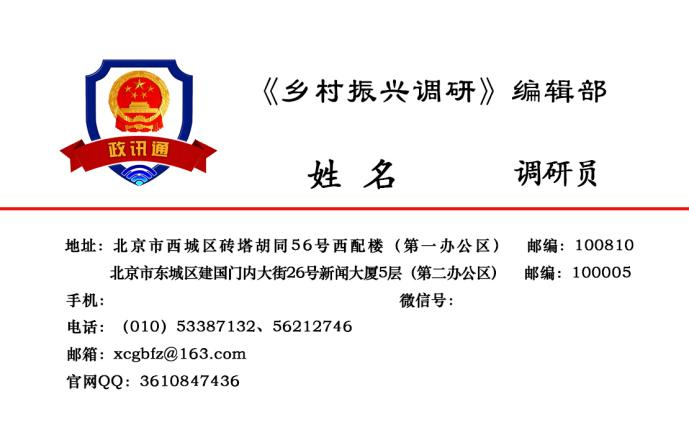 《乡村振兴调研》编辑部
政讯通
姓 名 调研员
地址：北京市西城区砖塔胡同56号西配楼（第一办公区） 邮编：100810
北京市东城区建国门内大街26号新闻大厦5层（第二办公区） 邮编：100005
手机： 微信号：
电话：（010）53387132、56212746
邮箱：xcgbfz@163.com
官网QQ：3610847436